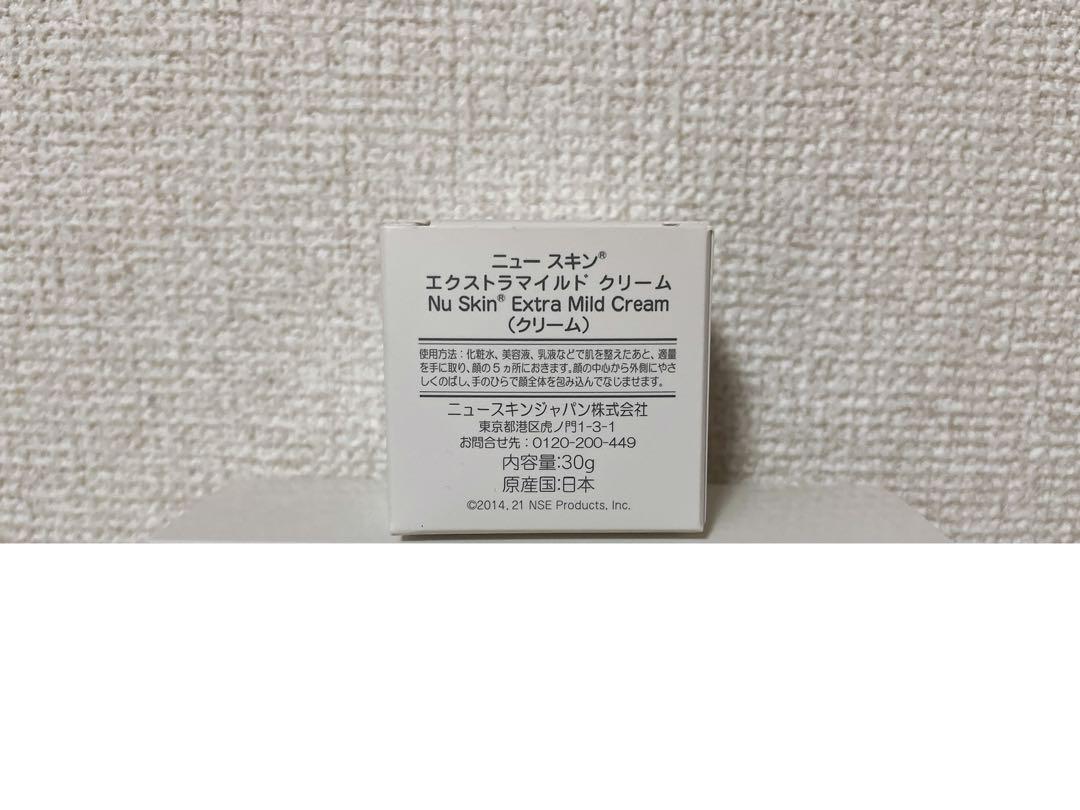 ニュー スキン®
エクストラマイルド クリーム
Nu Skin® Extra Mild Cream
(クリーム)
使用方法：化粧水、美容液、乳液などで肌を整えたあと、適量
を手に取り、顔の5ヵ所におきます。顔の中心から外側にやさ
しくのばし、手のひらで顔全体を包み込んでなじませます。
ニュースキンジャパン株式会社
東京都港区虎ノ門1-3-1
お問合せ先：0120-200-449
内容量:30g
原産国:日本
©2014, 21 NSE Products, Inc.